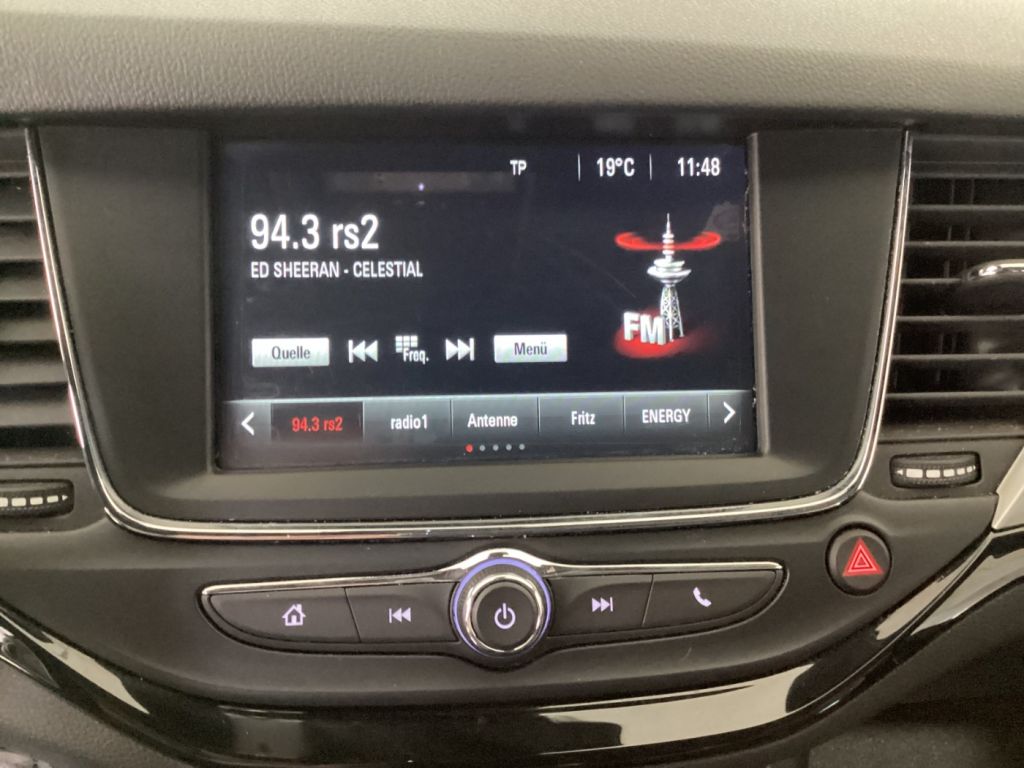 TP 19°C 11:48
94.3 rs2
ED SHEERAN - CELESTIAL
FM
Quelle Freq. Menü
94.3 rs2 radio1 Antenne Fritz ENERGY